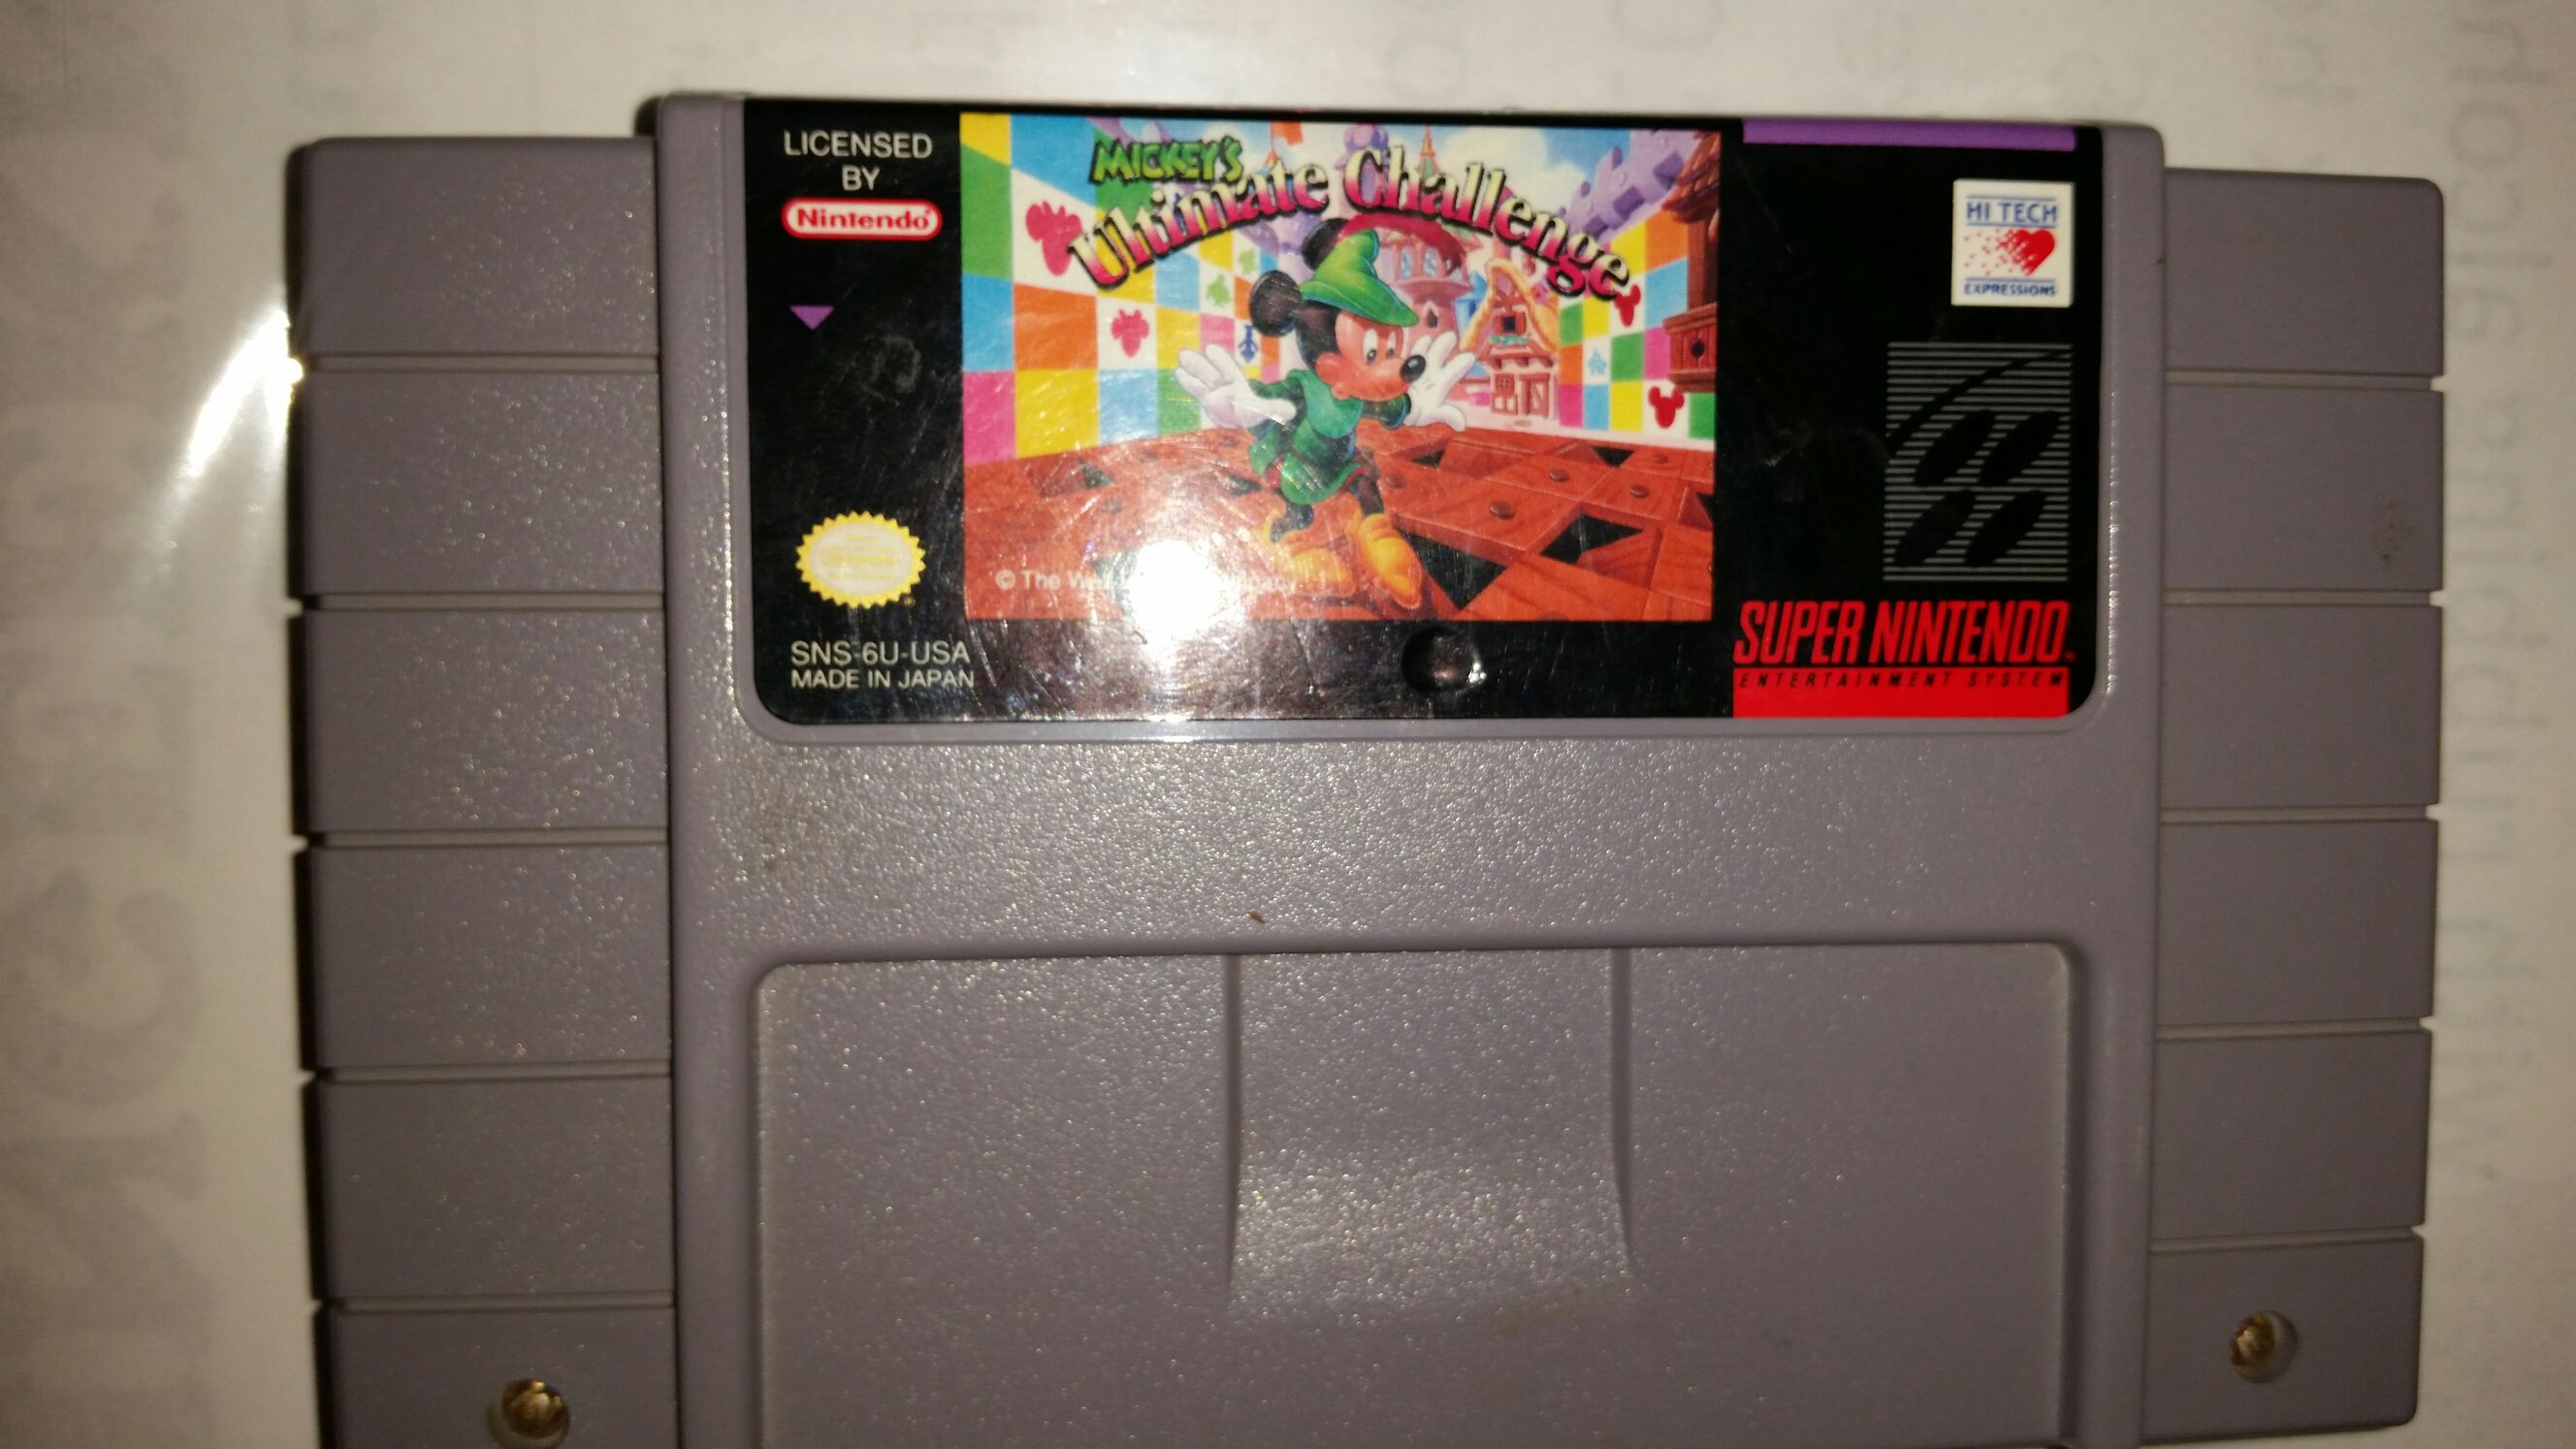 LICENSED
BY
Nintendo
MICKEY'S
Ultimate Challenge
HI TECH
EXPRESSIONS
© The
SNS-6U-USA
MADE IN JAPAN
SUPER NINTENDO
ENTERTAINMENT SYSTEM